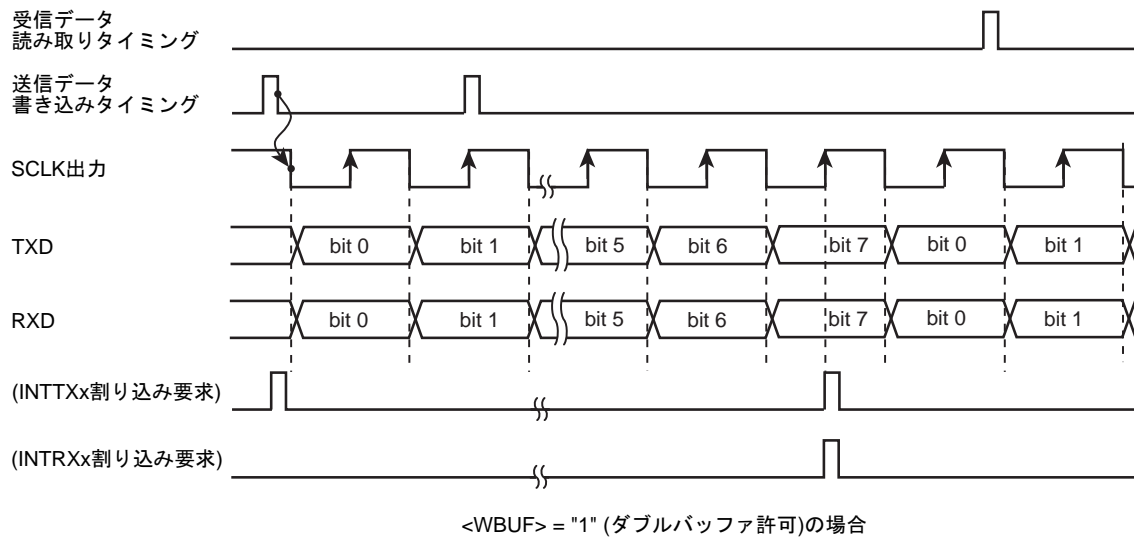 受信データ
読み取りタイミング
送信データ
書き込みタイミング
SCLK出力
TXD
bit 0
bit 1
bit 5
bit 6
bit 7
bit 0
bit 1
RXD
bit 0
bit 1
bit 5
bit 6
bit 7
bit 0
bit 1
(INTTXx割り込み要求)
(INTRXx割り込み要求)
<WBUF> = "1" (ダブルバッファ許可)の場合